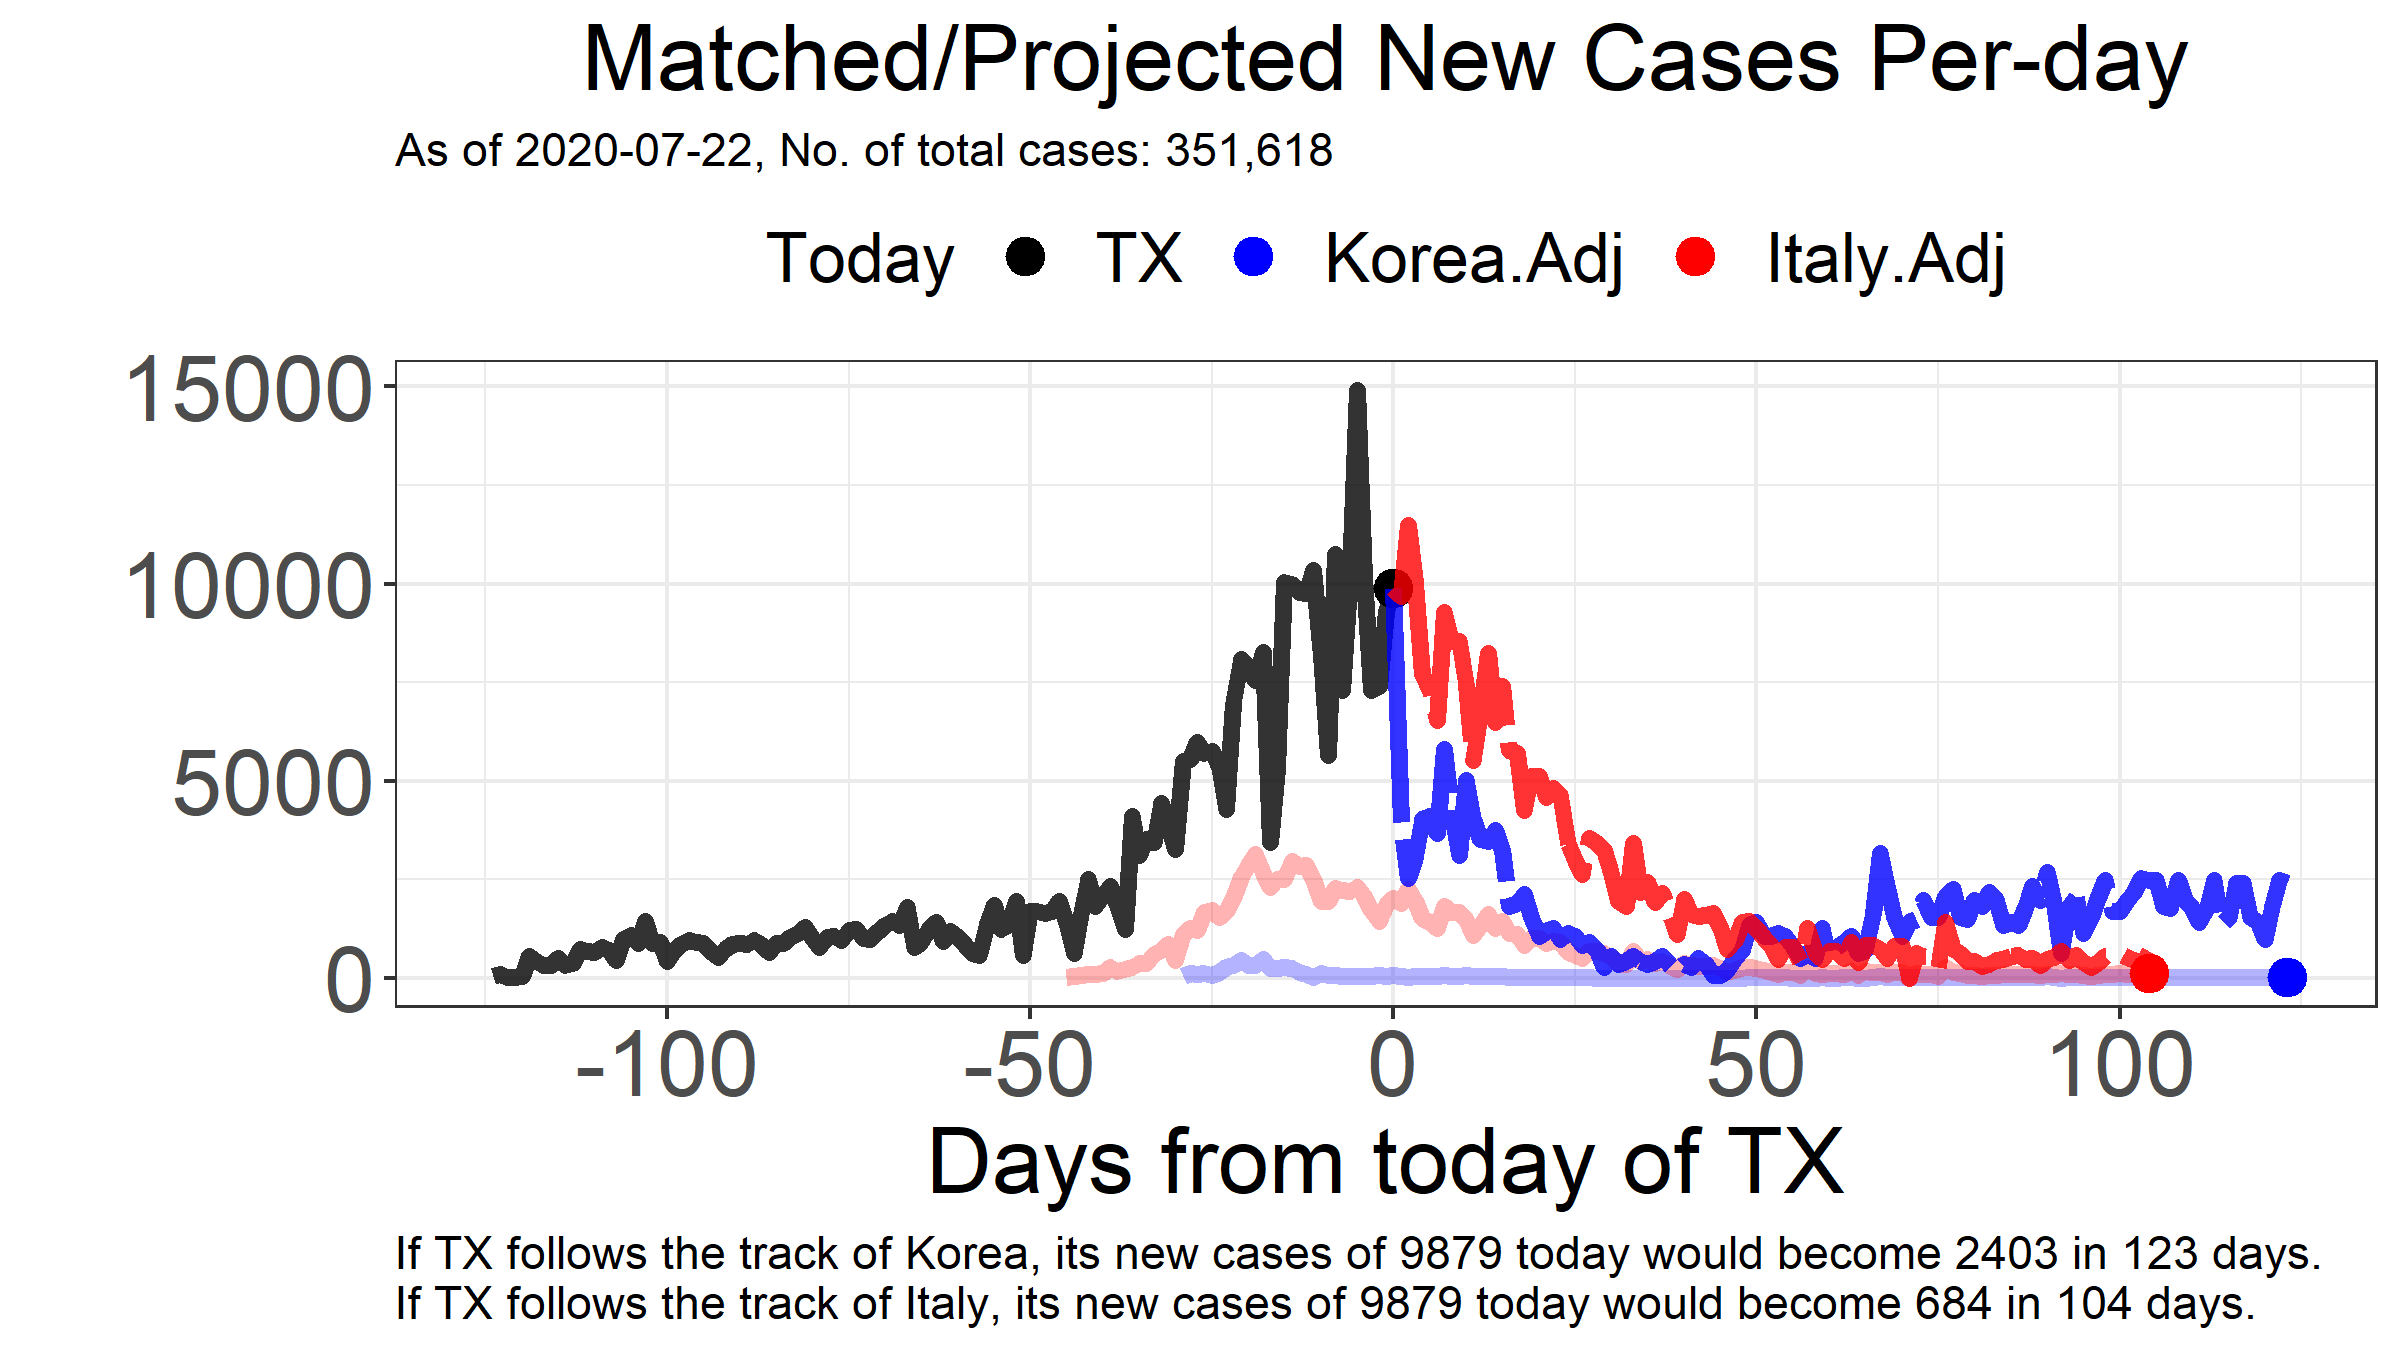 Matched/Projected New Cases Per-day
As of 2020-07-22, No. of total cases: 351,618
Today TX Korea.Adj Italy.Adj
15000
10000
5000
0
-100 -50 0 50 100
Days from today of TX
If TX follows the track of Korea, its new cases of 9879 today would become 2403 in 123 days.
If TX follows the track of Italy, its new cases of 9879 today would become 684 in 104 days.